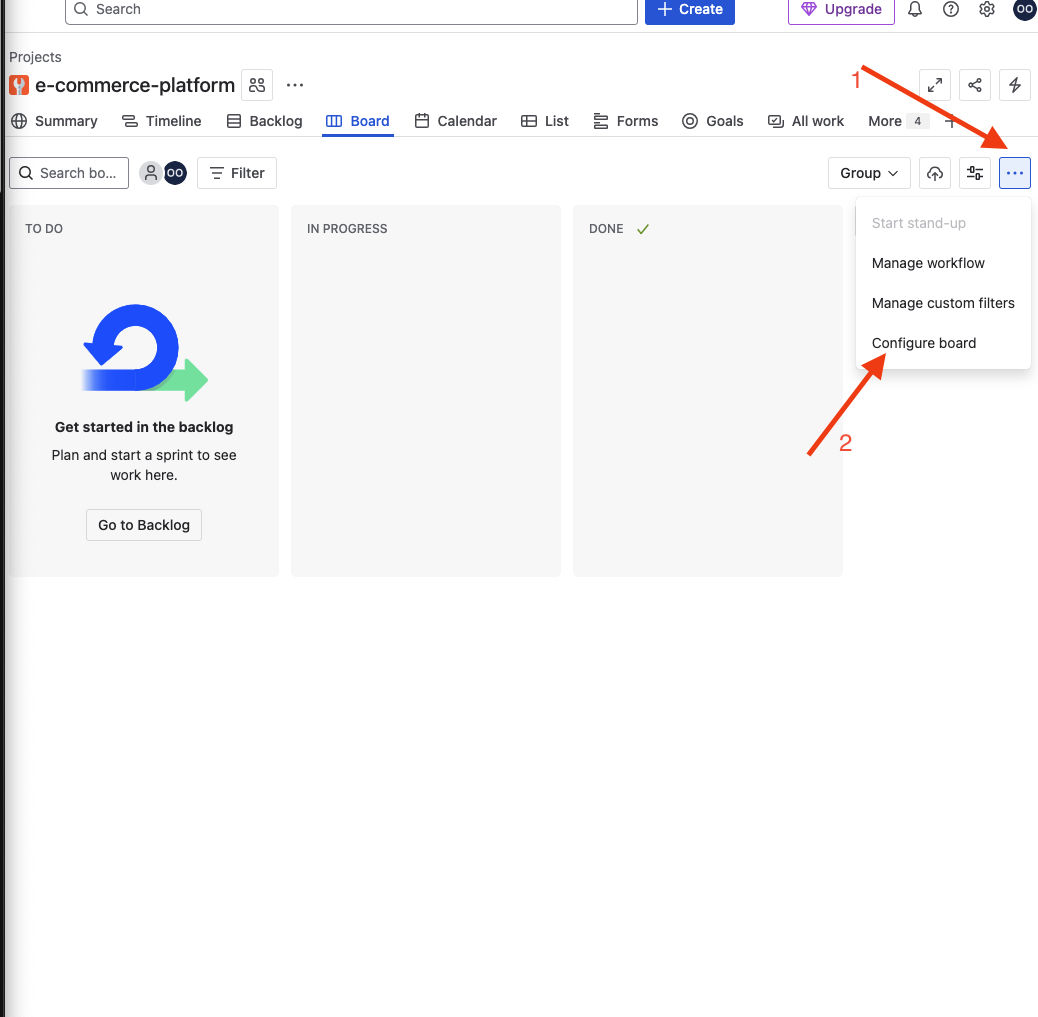 Search
Create
Upgrade
OO
Projects
e-commerce-platform
1
Summary
Timeline
Backlog
Board
Calendar
List
Forms
Goals
All work
More 4
Search bo...
OO
Filter
Group
TO DO
IN PROGRESS
DONE
Start stand-up
Manage workflow
Manage custom filters
Configure board
2
Get started in the backlog
Plan and start a sprint to see
work here.
Go to Backlog